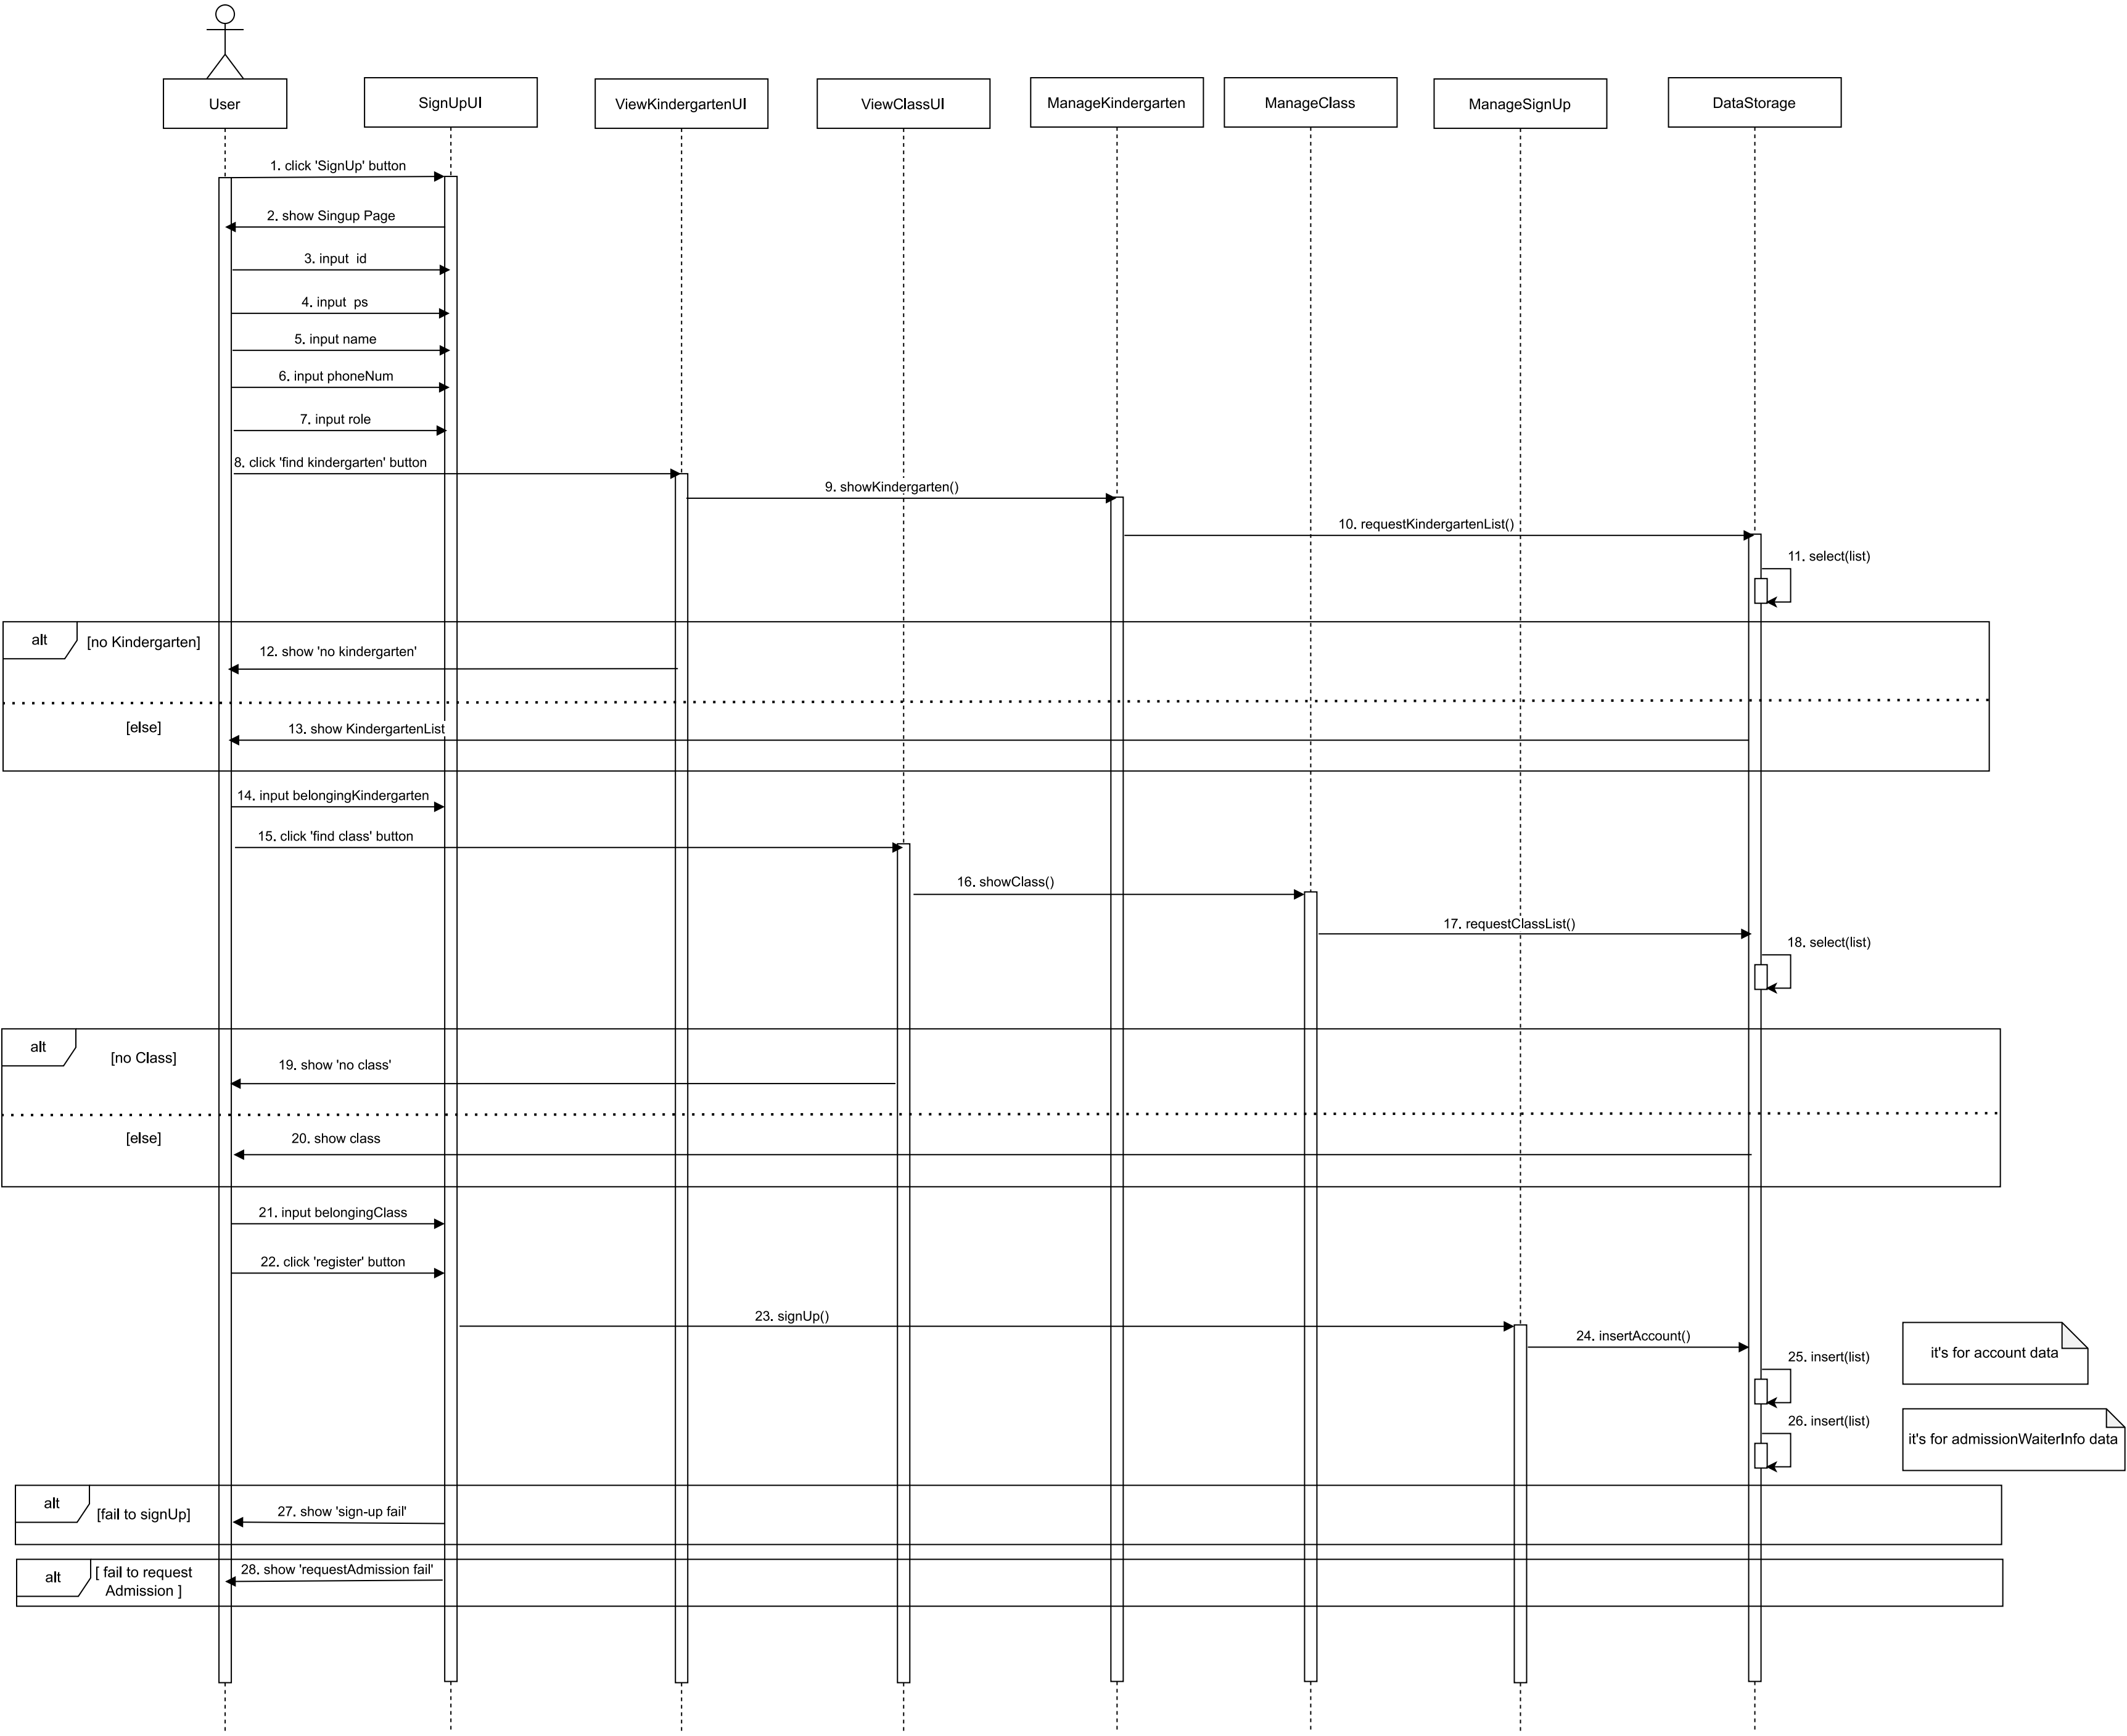 User
SignUpUI
ViewKindergartenUI
ViewClassUI
ManageKindergarten
ManageClass
ManageSignUp
DataStorage
1. click 'SignUp' button
2. show Singup Page
3. input  id
4. input  ps
5. input name
6. input phoneNum
7. input role
8. click 'find kindergarten' button
9. showKindergarten()
10. requestKindergartenList()
11. select(list)
alt
[no Kindergarten]
12. show 'no kindergarten'
[else]
13. show KindergartenList
14. input belongingKindergarten
15. click 'find class' button
16. showClass()
17. requestClassList()
18. select(list)
alt
[no Class]
19. show 'no class'
[else]
20. show class
21. input belongingClass
22. click 'register' button
23. signUp()
24. insertAccount()
25. insert(list)
it's for account data
26. insert(list)
it's for admissionWaiterInfo data
alt
[fail to signUp]
27. show 'sign-up fail'
alt
[ fail to request
Admission ]
28. show 'requestAdmission fail'